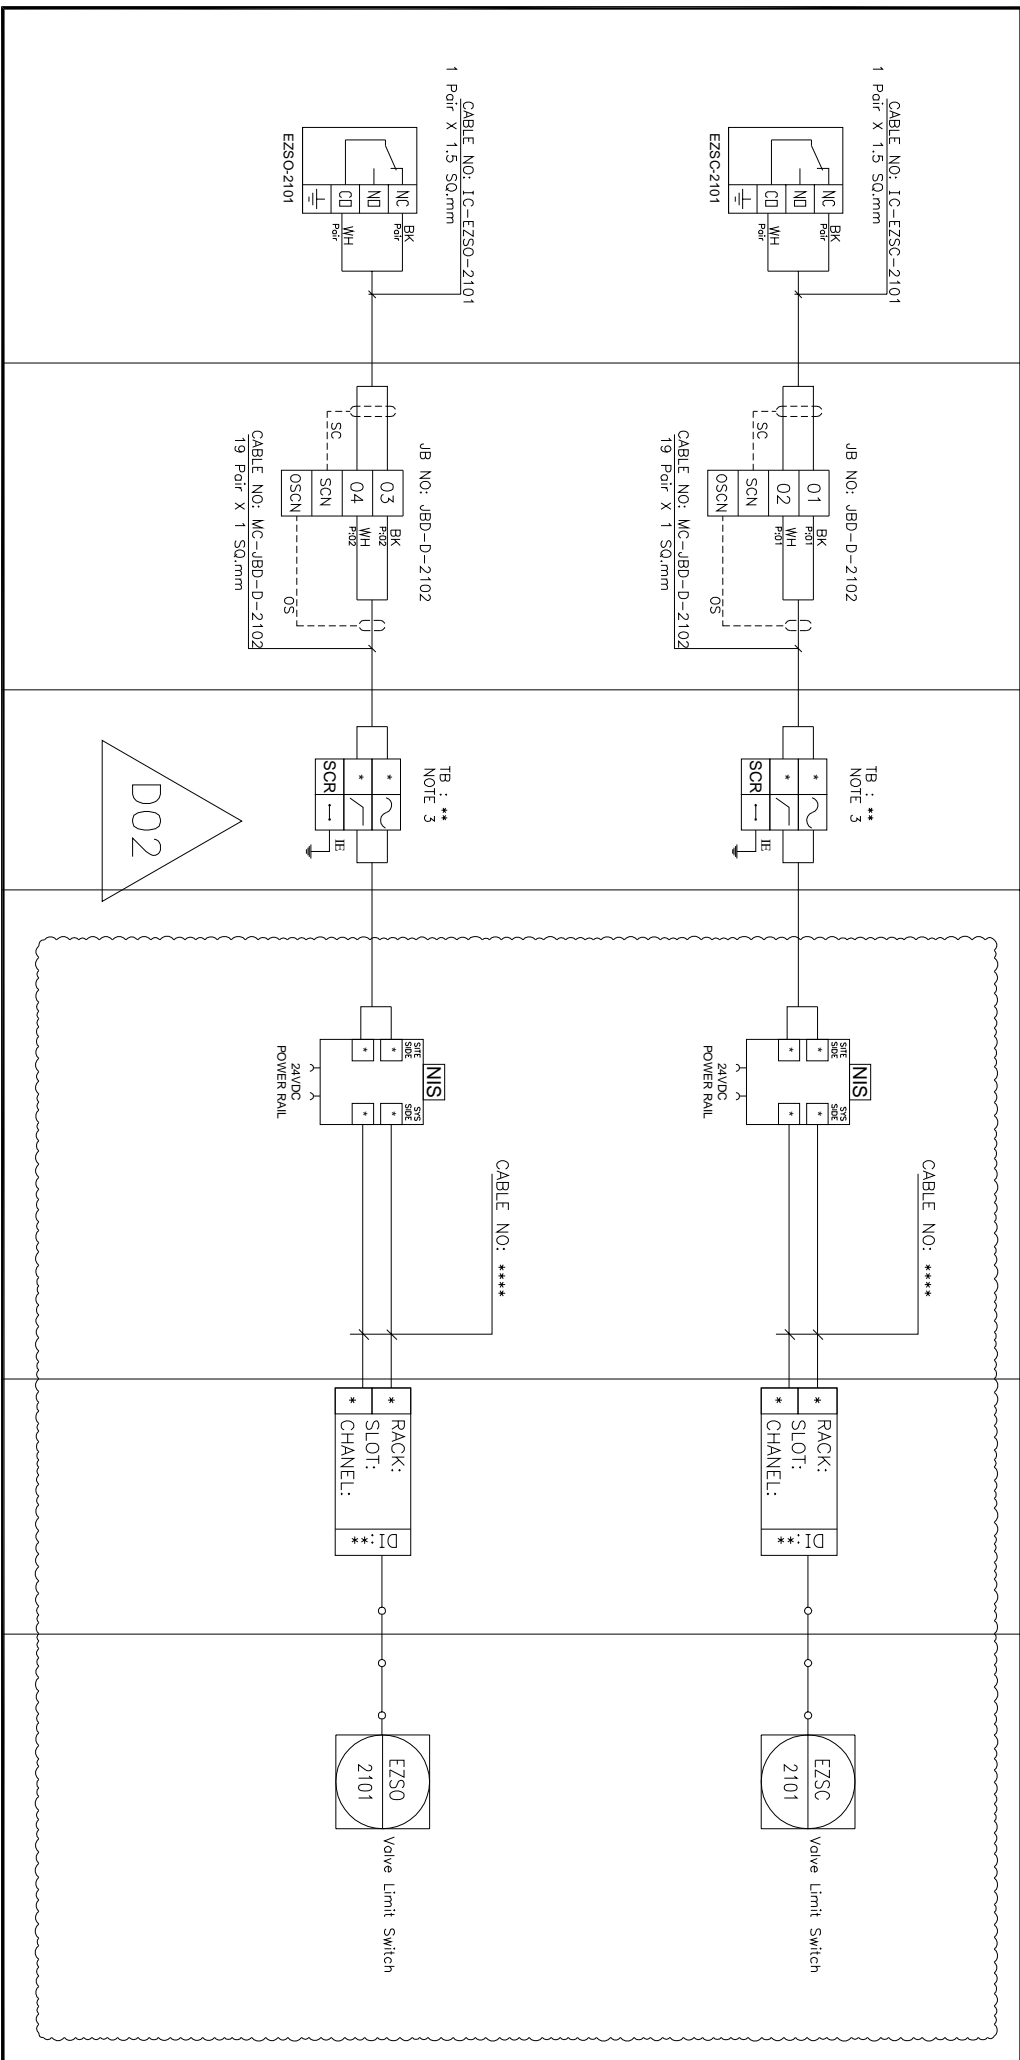 CABLE NO: IC-EZSC-2101
1 Pair X 1.5 SQ.mm
NC
NO
CO
BK
Pair
WH
Pair
EZSC-2101
JB NO: JBD-D-2102
SC
01
02
SCN
OSCN
BK
P:01
WH
P:01
OS
CABLE NO: MC-JBD-D-2102
19 Pair X 1 SQ.mm
TB : **
NOTE 3
*
*
SCR
IE
NIS
SITE
SIDE
SYS
SIDE
*
*
*
*
24VDC
POWER RAIL
CABLE NO: ****
*
*
RACK:
SLOT:
CHANEL:
DI:**
EZSC
2101
Valve Limit Switch
CABLE NO: IC-EZSO-2101
1 Pair X 1.5 SQ.mm
NC
NO
CO
BK
Pair
WH
Pair
EZSO-2101
JB NO: JBD-D-2102
SC
03
04
SCN
OSCN
BK
P:02
WH
P:02
OS
CABLE NO: MC-JBD-D-2102
19 Pair X 1 SQ.mm
TB : **
NOTE 3
*
*
SCR
IE
NIS
SITE
SIDE
SYS
SIDE
*
*
*
*
24VDC
POWER RAIL
CABLE NO: ****
*
*
RACK:
SLOT:
CHANEL:
DI:**
EZSO
2101
Valve Limit Switch
D02